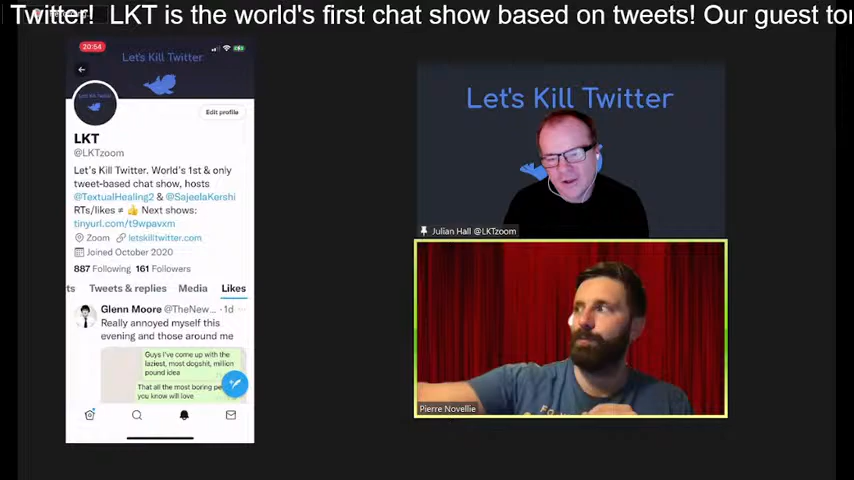 Twitter! LKT is the world's first chat show based on tweets! Our guest to
20:54
Let's Kill Twitter
Edit profile
LKT
@LKTzoom
Let's Kill Twitter. World's 1st & only
tweet-based chat show, hosts
@TextualHealing2 & @SajeelaKershi
RTs/likes ≠ 👍 Next shows:
tinyurl.com/t9wpavxm
Zoom letskilltwitter.com
Joined October 2020
887 Following 161 Followers
ts Tweets & replies Media Likes
Glenn Moore @TheNew... · 1d
Really annoyed myself this
evening and those around me
Guys I've come up with the
laziest, most dogshit, million
pound idea
That all the most boring pe
you know will love
Let's Kill Twitter
Julian Hall @LKTzoom
Pierre Novellie